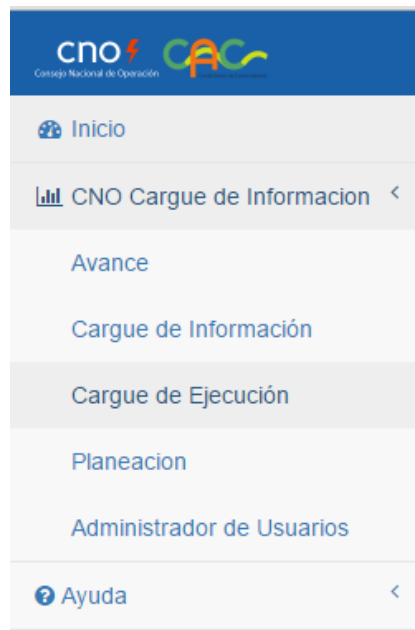 cno
CAC
Consejo Nacional de Operación
Inicio
CNO Cargue de Informacion
Avance
Cargue de Información
Cargue de Ejecución
Planeacion
Administrador de Usuarios
Ayuda